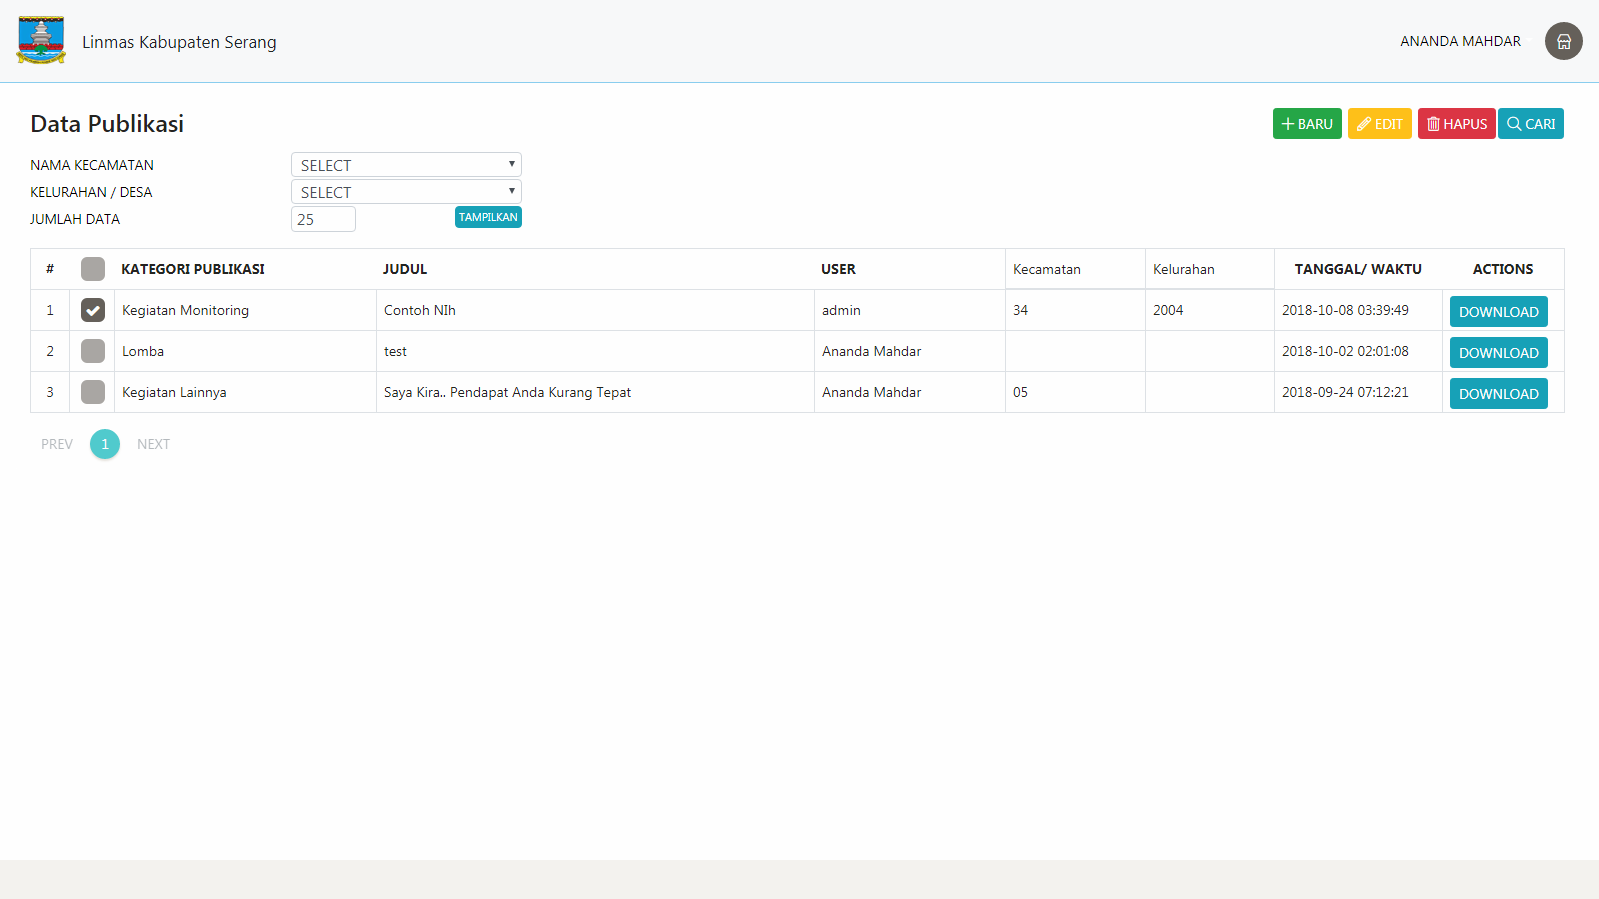 Linmas Kabupaten Serang
ANANDA MAHDAR
Data Publikasi
BARU EDIT HAPUS CARI
NAMA KECAMATAN SELECT
KELURAHAN / DESA SELECT
JUMLAH DATA 25 TAMPILKAN
# KATEGORI PUBLIKASI JUDUL USER Kecamatan Kelurahan TANGGAL/ WAKTU ACTIONS
1 Kegiatan Monitoring Contoh NIh admin 34 2004 2018-10-08 03:39:49 DOWNLOAD
2 Lomba test Ananda Mahdar 2018-10-02 02:01:08 DOWNLOAD
3 Kegiatan Lainnya Saya Kira.. Pendapat Anda Kurang Tepat Ananda Mahdar 05 2018-09-24 07:12:21 DOWNLOAD
PREV 1 NEXT